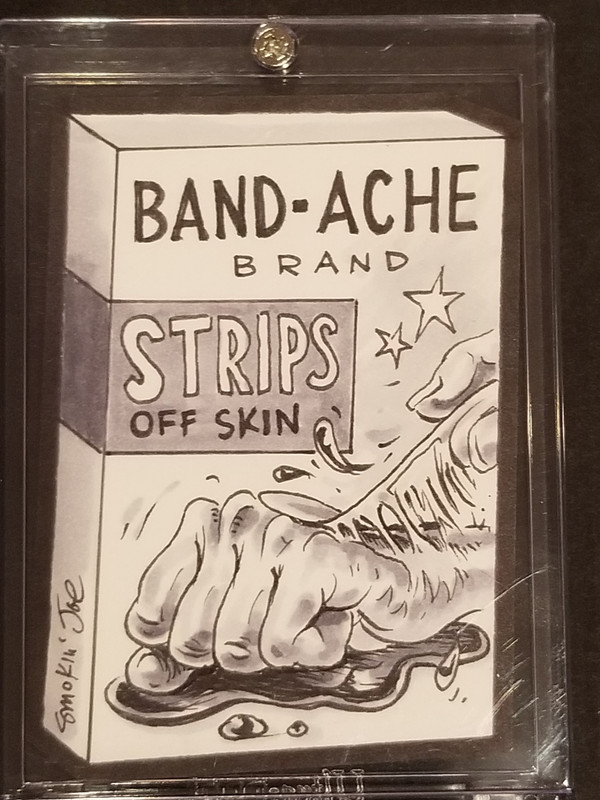 BAND-ACHE
BRAND
STRIPS
OFF SKIN
SMOKIN' JOE